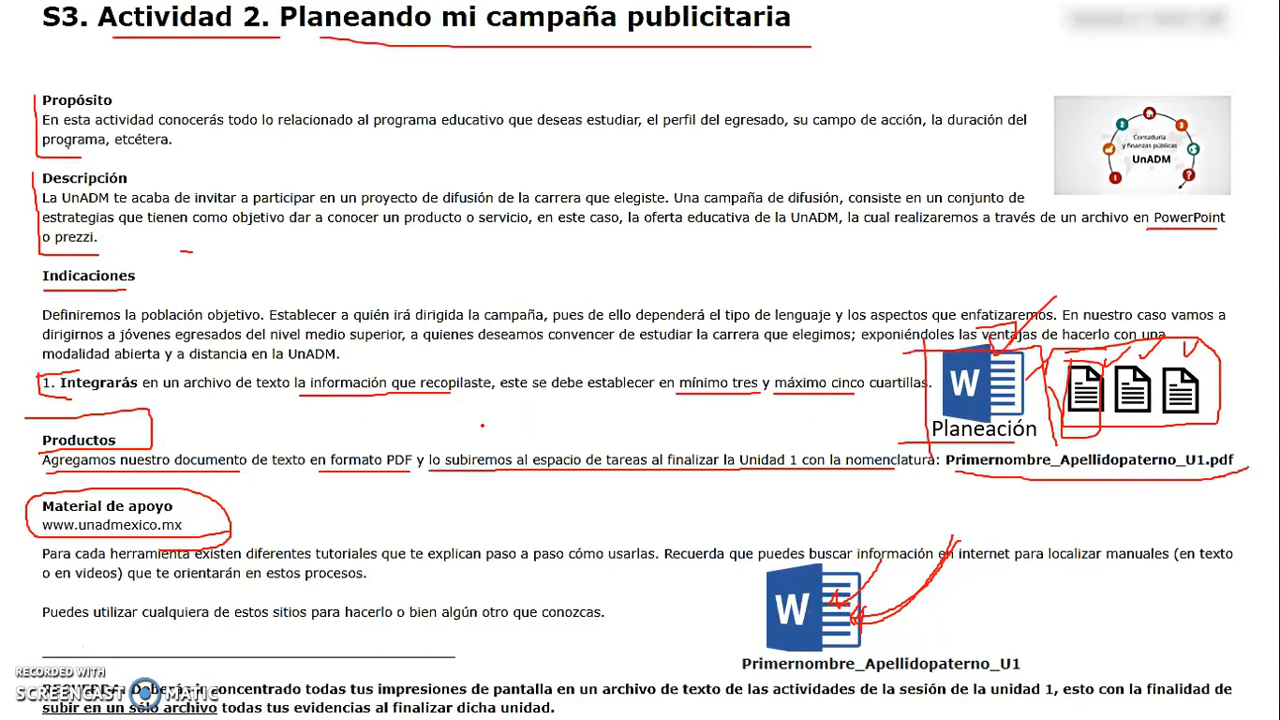 S3. Actividad 2. Planeando mi campaña publicitaria
Propósito
En esta actividad conocerás todo lo relacionado al programa educativo que deseas estudiar, el perfil del egresado, su campo de acción, la duración del
programa, etcétera.
Contaduría
y finanzas públicas
UnADM
Descripción
La UnADM te acaba de invitar a participar en un proyecto de difusión de la carrera que elegiste. Una campaña de difusión, consiste en un conjunto de
estrategias que tienen como objetivo dar a conocer un producto o servicio, en este caso, la oferta educativa de la UnADM, la cual realizaremos a través de un archivo en PowerPoint
o prezzi.
Indicaciones
Definiremos la población objetivo. Establecer a quién irá dirigida la campaña, pues de ello dependerá el tipo de lenguaje y los aspectos que enfatizaremos. En nuestro caso vamos a
dirigirnos a jóvenes egresados del nivel medio superior, a quienes deseamos convencer de estudiar la carrera que elegimos; exponiéndoles las ventajas de hacerlo con una
modalidad abierta y a distancia en la UnADM.
1. Integrarás en un archivo de texto la información que recopilaste, este se debe establecer en mínimo tres y máximo cinco cuartillas.
W
Planeación
Productos
Agregamos nuestro documento de texto en formato PDF y lo subiremos al espacio de tareas al finalizar la Unidad 1 con la nomenclatura: Primernombre_Apellidopaterno_U1.pdf
Material de apoyo
www.unadmexico.mx
Para cada herramienta existen diferentes tutoriales que te explican paso a paso cómo usarlas. Recuerda que puedes buscar información en internet para localizar manuales (en texto
o en videos) que te orientarán en estos procesos.
Puedes utilizar cualquiera de estos sitios para hacerlo o bien algún otro que conozcas.
W
Primernombre_Apellidopaterno_U1
RECORDED WITH
SCREENCAST MATIC
concentrado todas tus impresiones de pantalla en un archivo de texto de las actividades de la sesión de la unidad 1, esto con la finalidad de
subir en un sólo archivo todas tus evidencias al finalizar dicha unidad.